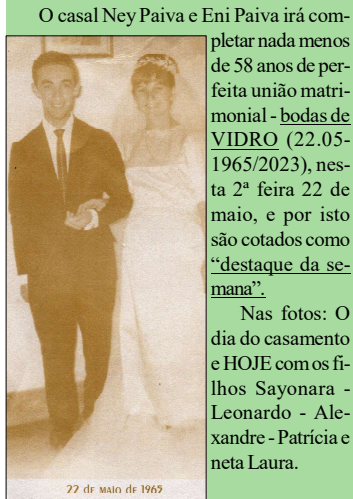 O casal Ney Paiva e Eni Paiva irá com-
pletar nada menos
de 58 anos de per-
feita união matri-
monial - bodas de
VIDRO (22.05-
1965/2023), nes-
ta 2ª feira 22 de
maio, e por isto
são cotados como
“destaque da se-
mana”.
Nas fotos: O
dia do casamento
e HOJE com os fi-
lhos Sayonara -
Leonardo - Ale-
xandre - Patrícia e
neta Laura.
22 DE MAIO DE 1965